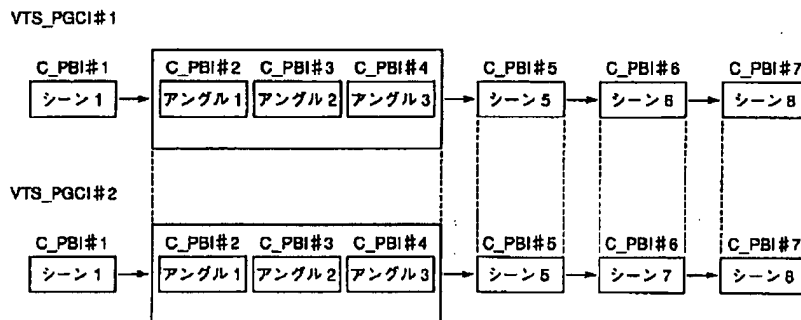 VTS_PGCI#1
C_PBI#1 C_PBI#2 C_PBI#3 C_PBI#4 C_PBI#5 C_PBI#6 C_PBI#7
シーン1 アングル1 アングル2 アングル3 シーン5 シーン6 シーン8
VTS_PGCI#2
C_PBI#1 C_PBI#2 C_PBI#3 C_PBI#4 C_PBI#5 C_PBI#6 C_PBI#7
シーン1 アングル1 アングル2 アングル3 シーン5 シーン7 シーン8